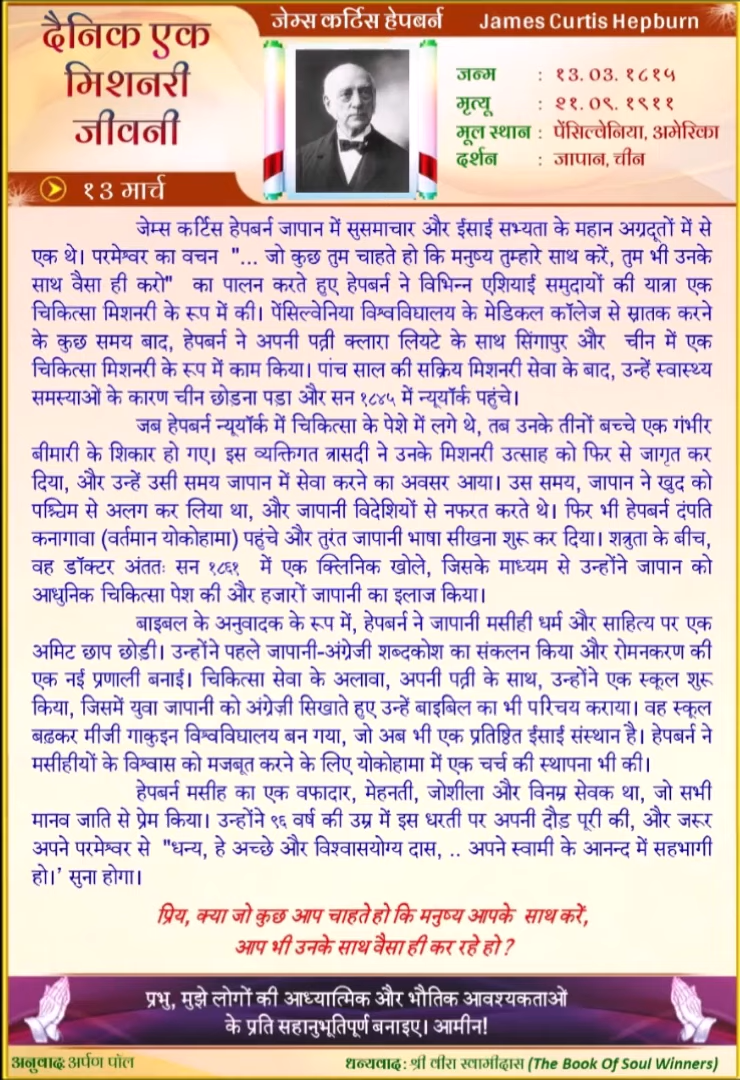 दैनिक एक
मिशनरी
जीवनी
१3 मार्च
जेम्स कर्टिस हेपबर्न James Curtis Hepburn
जन्म : १३. 0३. १८१५
मृत्यू : २१. 0९. १९११
मूल स्थान : पेंसिल्वेनिया, अमेरिका
दर्शन : जापान, चीन
जेम्स कर्टिस हेपबर्न जापान में सुसमाचार और ईसाई सभ्यता के महान अग्रदूतों में से
एक थे। परमेश्वर का वचन "... जो कुछ तुम चाहते हो कि मनुष्य तुम्हारे साथ करें, तुम भी उनके
साथ वैसा ही करो" का पालन करते हुए हेपबर्न ने विभिन्न एशियाई समुदायों की यात्रा एक
चिकित्सा मिशनरी के रूप में की। पेंसिल्वेनिया विश्वविघालय के मेडिकल कॉलेज से स्नातक करने
के कुछ समय बाद, हेपबर्न ने अपनी पत्नी क्लारा लियटे के साथ सिंगापुर और चीन में एक
चिकित्सा मिशनरी के रूप में काम किया। पांच साल की सक्रिय मिशनरी सेवा के बाद, उन्हें स्वास्थ्य
समस्याओं के कारण चीन छोडना पड़ा और सन १८४५ में न्यूयॉर्क पहुंचे।
जब हेपबर्न न्यूयॉर्क में चिकित्सा के पेशे में लगे थे, तब उनके तीनों बच्चे एक गंभीर
बीमारी के शिकार हो गए। इस व्यक्तिगत त्रासदी ने उनके मिशनरी उत्साह को फिर से जागृत कर
दिया, और उन्हें उसी समय जापान में सेवा करने का अवसर आया। उस समय, जापान ने खुद को
पश्चिम से अलग कर लिया था, और जापानी विदेशियों से नफरत करते थे। फिर भी हेपबर्न दंपति
कनागावा (वर्तमान योकोहामा) पहुंचे और तुरंत जापानी भाषा सीखना शुरू कर दिया। शत्रुता के बीच,
वह डॉक्टर अंततः सन १८६१ में एक क्लिनिक खोले, जिसके माध्यम से उन्होंने जापान को
आधुनिक चिकित्सा पेश की और हजारों जापानी का इलाज किया।
बाइबल के अनुवादक के रूप में, हेपबर्न ने जापानी मसीही धर्म और साहित्य पर एक
अमिट छाप छोड़ी। उन्होंने पहले जापानी-अंग्रेजी शब्दकोश का संकलन किया और रोमनकरण की
एक नई प्रणाली बनाई। चिकित्सा सेवा के अलावा, अपनी पत्नी के साथ, उन्होंने एक स्कूल शुरू
किया, जिसमें युवा जापानी को अंग्रेज़ी सिखाते हुए उन्हें बाइबिल का भी परिचय कराया। वह स्कूल
बढ़कर मीजी गाकुइन विश्वविघालय बन गया, जो अब भी एक प्रतिष्ठित ईसाई संस्थान है। हेपबर्न ने
मसीहीयों के विश्वास को मजबूत करने के लिए योकोहामा में एक चर्च की स्थापना भी की।
हेपबर्न मसीह का एक वफादार, मेहनती, जोशीला और विनम्र सेवक था, जो सभी
मानव जाति से प्रेम किया। उन्होंने ९६ वर्ष की उम्र में इस धरती पर अपनी दौड़ पूरी की, और जरूर
अपने परमेश्वर से "धन्य, हे अच्छे और विश्वासयोग्य दास, .. अपने स्वामी के आनन्द में सहभागी
हो।' सुना होगा।
प्रिय, क्या जो कुछ आप चाहते हो कि मनुष्य आपके साथ करें,
आप भी उनके साथ वैसा ही कर रहे हो ?
प्रभु, मुझे लोगों की आध्यात्मिक और भौतिक आवश्यकताओं
के प्रति सहानुभूतिपूर्ण बनाइए। आमीन!
अनुवाद: अर्पण पॉल धन्यवाद: श्री वीरा स्वामीदास (The Book Of Soul Winners)